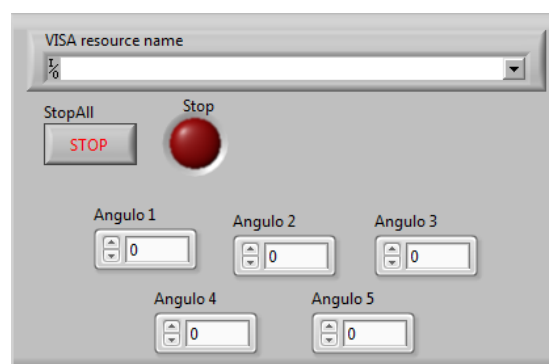 VISA resource name
I/O
StopAll
Stop
STOP
Angulo 1
Angulo 2
Angulo 3
0
0
0
Angulo 4
Angulo 5
0
0